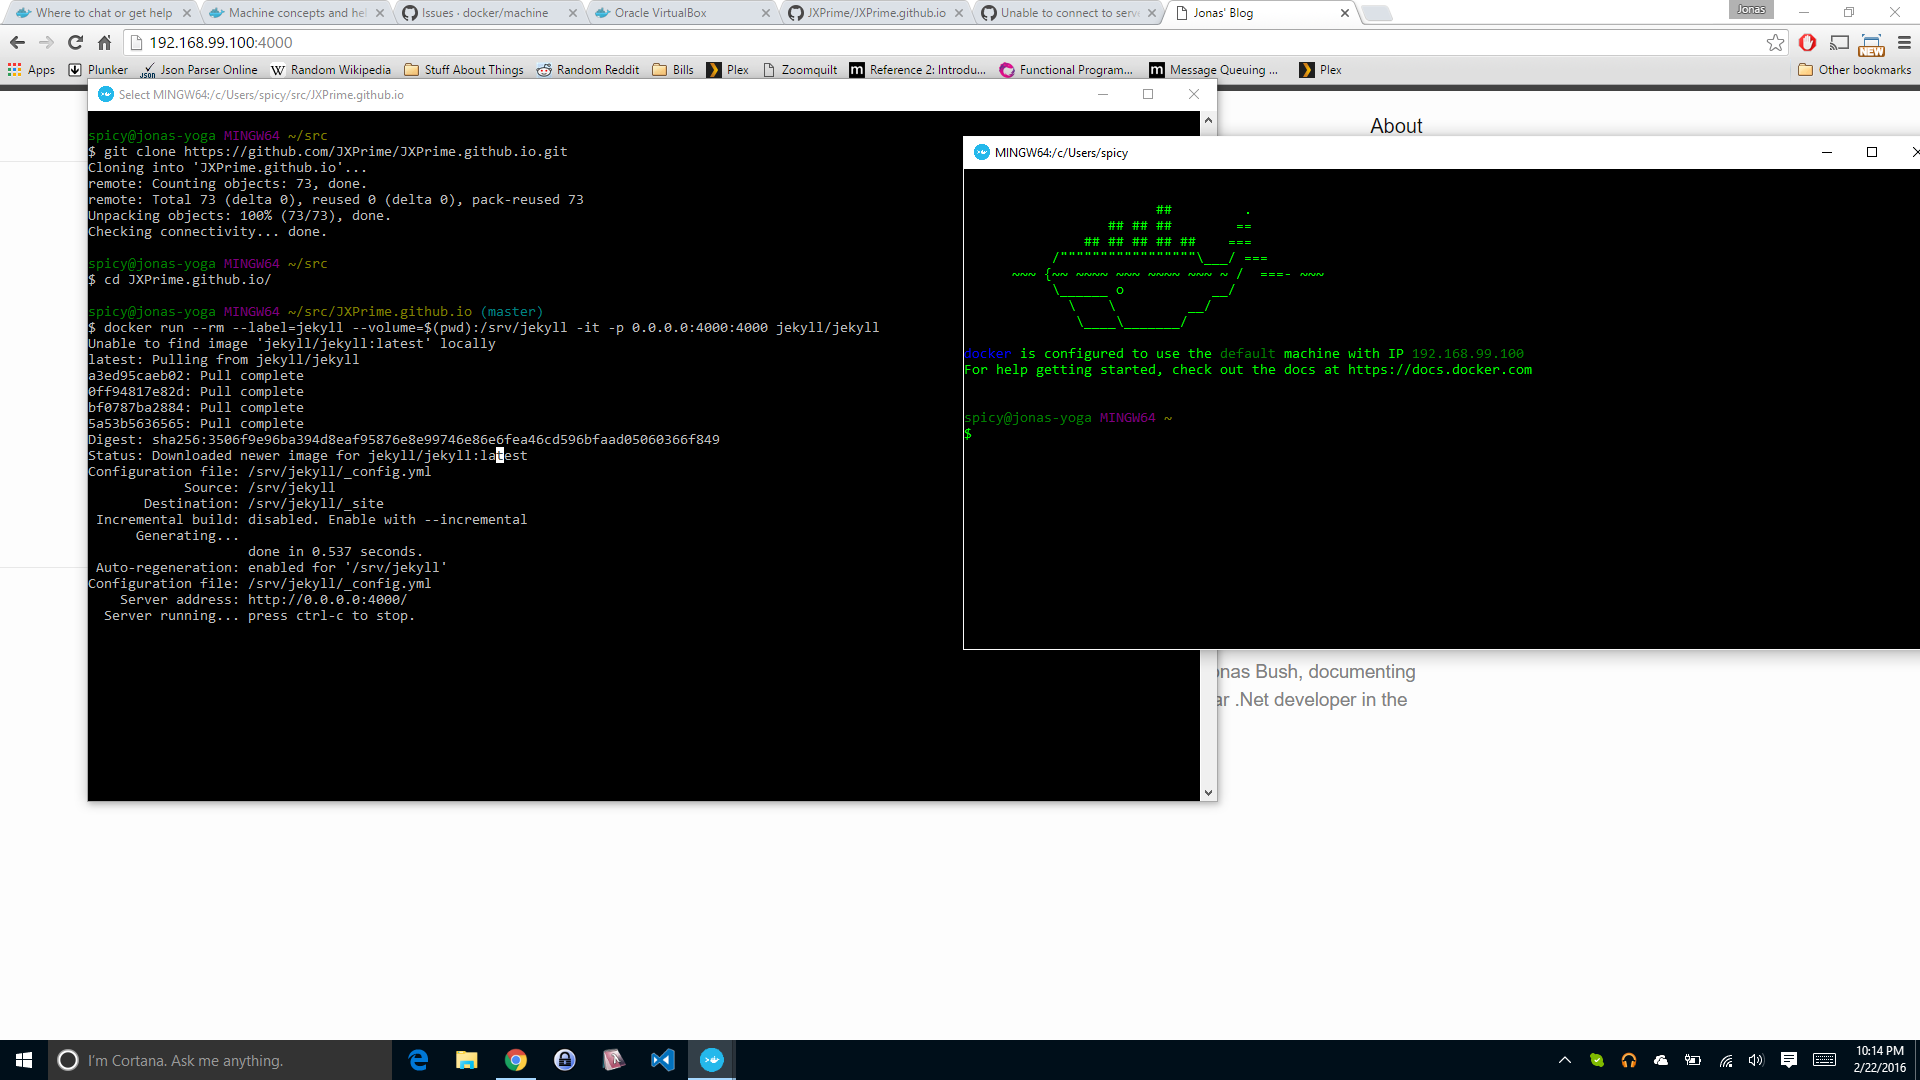 Where to chat or get help
Machine concepts and hel
Issues · docker/machine
Oracle VirtualBox
JXPrime/JXPrime.github.io
Unable to connect to serve
Jonas' Blog
Jonas
192.168.99.100:4000
NEW
Apps
Plunker
Json Parser Online
Random Wikipedia
Stuff About Things
Random Reddit
Bills
Plex
Zoomquilt
Reference 2: Introdu...
Functional Program...
Message Queuing ...
Plex
Other bookmarks
Select MINGW64:/c/Users/spicy/src/JXPrime.github.io
spicy@jonas-yoga MINGW64 ~/src
$ git clone https://github.com/JXPrime/JXPrime.github.io.git
Cloning into 'JXPrime.github.io'...
remote: Counting objects: 73, done.
remote: Total 73 (delta 0), reused 0 (delta 0), pack-reused 73
Unpacking objects: 100% (73/73), done.
Checking connectivity... done.
spicy@jonas-yoga MINGW64 ~/src
$ cd JXPrime.github.io/
spicy@jonas-yoga MINGW64 ~/src/JXPrime.github.io (master)
$ docker run --rm --label=jekyll --volume=$(pwd):/srv/jekyll -it -p 0.0.0.0:4000:4000 jekyll/jekyll
Unable to find image 'jekyll/jekyll:latest' locally
latest: Pulling from jekyll/jekyll
a3ed95caeb02: Pull complete
0ff94817e82d: Pull complete
bf0787ba2884: Pull complete
5a53b5636565: Pull complete
Digest: sha256:3506f9e96ba394d8eaf95876e8e99746e86e6fea46cd596bfaad05060366f849
Status: Downloaded newer image for jekyll/jekyll:latest
Configuration file: /srv/jekyll/_config.yml
Source: /srv/jekyll
Destination: /srv/jekyll/_site
Incremental build: disabled. Enable with --incremental
Generating...
done in 0.537 seconds.
Auto-regeneration: enabled for '/srv/jekyll'
Configuration file: /srv/jekyll/_config.yml
Server address: http://0.0.0.0:4000/
Server running... press ctrl-c to stop.
About
MINGW64:/c/Users/spicy
docker is configured to use the default machine with IP 192.168.99.100
For help getting started, check out the docs at https://docs.docker.com
spicy@jonas-yoga MINGW64 ~
$
onas Bush, documenting
ar .Net developer in the
I'm Cortana. Ask me anything.
10:14 PM
2/22/2016